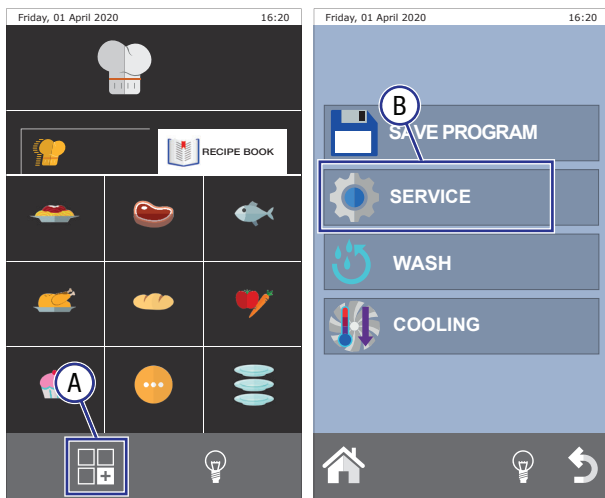 Friday, 01 April 2020 16:20
RECIPE BOOK
A
Friday, 01 April 2020 16:20
B
SAVE PROGRAM
SERVICE
WASH
COOLING